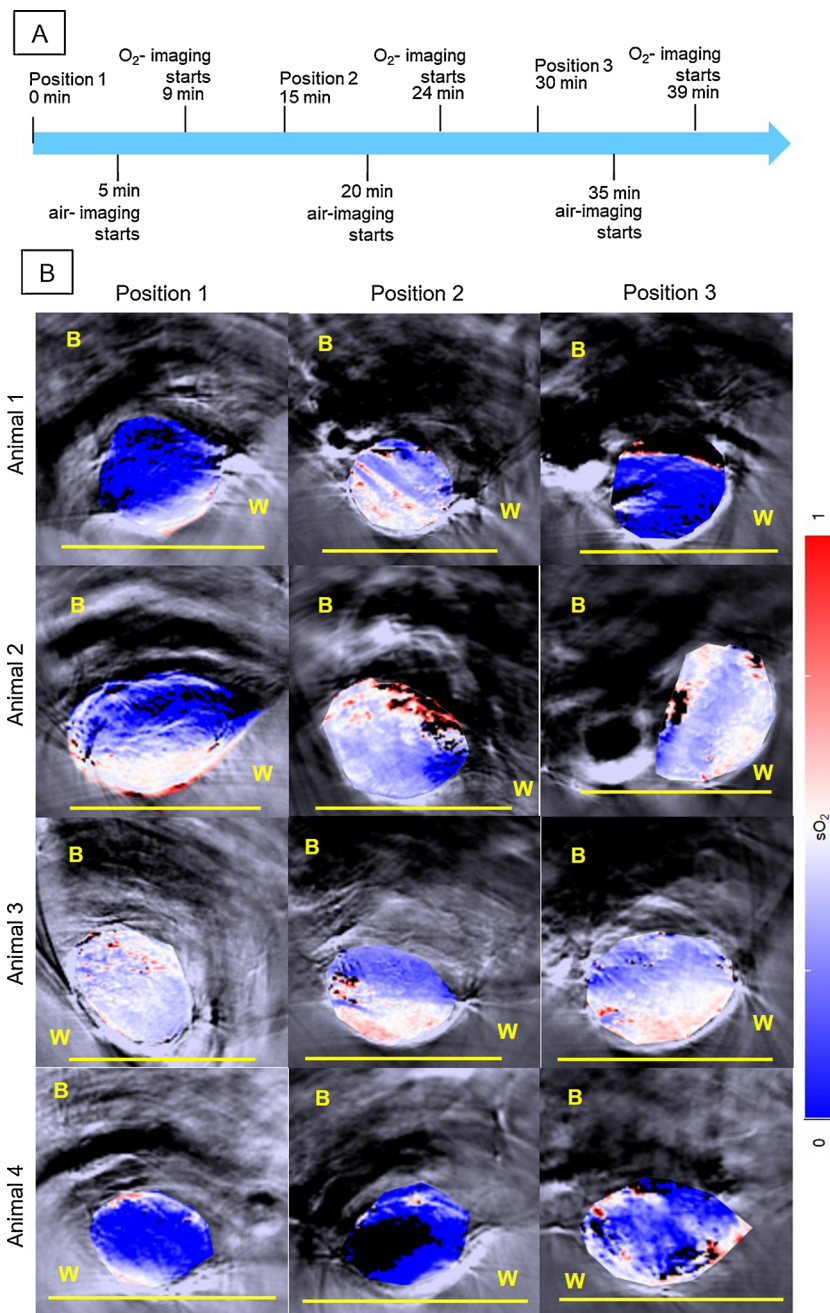 A
O2- imaging
starts
9 min
O2- imaging
starts
24 min
O2- imaging
starts
39 min
Position 1
0 min
Position 2
15 min
Position 3
30 min
5 min
air- imaging
starts
20 min
air-imaging
starts
35 min
air-imaging
starts
B
Position 1 Position 2 Position 3
Animal 1
B
W
B
W
B
W
Animal 2
B
W
B
W
B
W
Animal 3
B
W
B
W
B
W
Animal 4
B
W
B
W
B
W
1
sO2
0